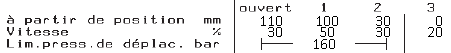 ouvert 1 2 3
à partir de position mm 110 100 30 0
Vitesse % 30 50 30 20
Lim.press.de déplac. bar 160